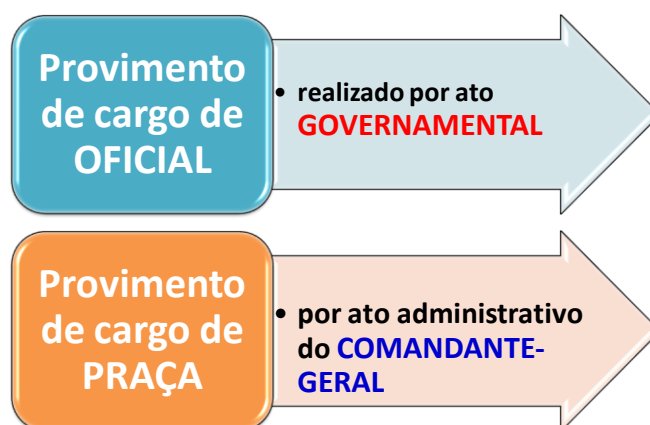 Provimento
de cargo de
OFICIAL
• realizado por ato
GOVERNAMENTAL
Provimento
de cargo de
PRAÇA
• por ato administrativo
do COMANDANTE-
GERAL